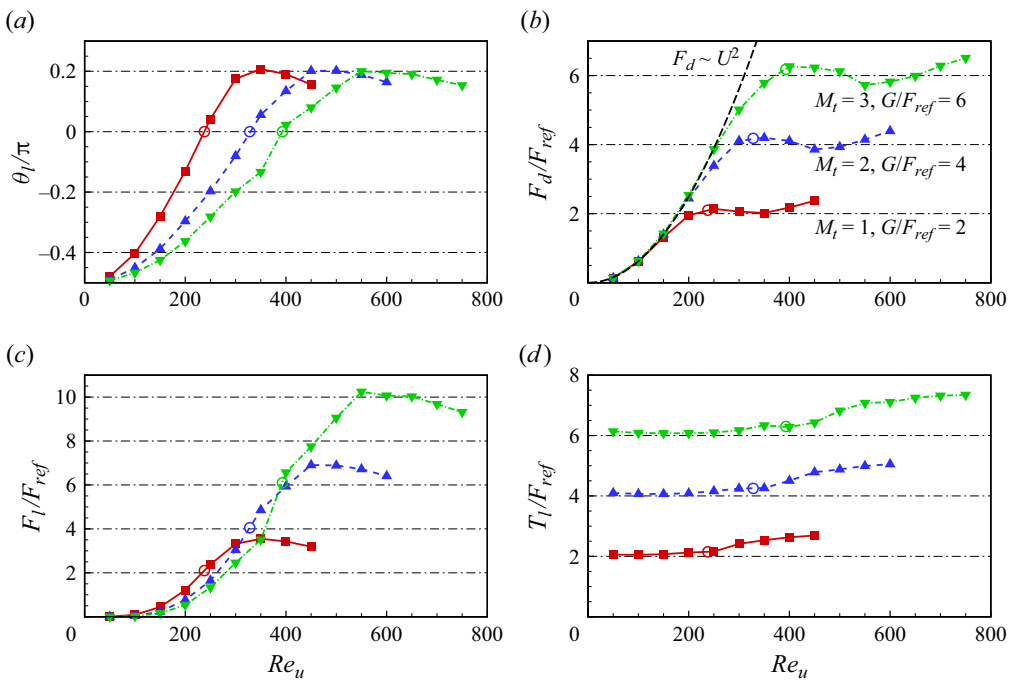 (a)
0.2
0
−0.2
−0.4
θl/π
0 200 400 600 800
(b)
Fd ~ U2
6
4
2
0
Fd/Fref
Mt = 3, G/Fref = 6
Mt = 2, G/Fref = 4
Mt = 1, G/Fref = 2
0 200 400 600 800
(c)
10
8
6
4
2
0
Fl/Fref
200 400 600 800
Reu
(d)
8
6
4
2
0
Tl/Fref
200 400 600 800
Reu